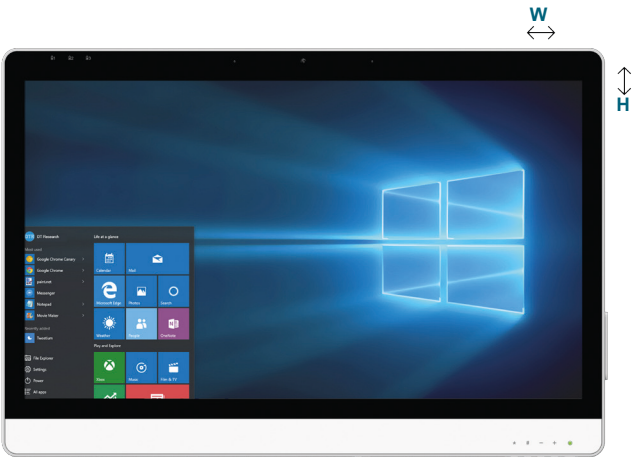 W
H
Life at a glance
Most used
Google Chrome Canary
Google Chrome
Messenger
Notepad
Movie Maker
Recently added
File Explorer
Settings
Power
All apps
Calendar
Mail
Microsoft Edge
Photos
Search
Weather
People
OneNote
Play and Explore
Xbox
Music
Film & TV